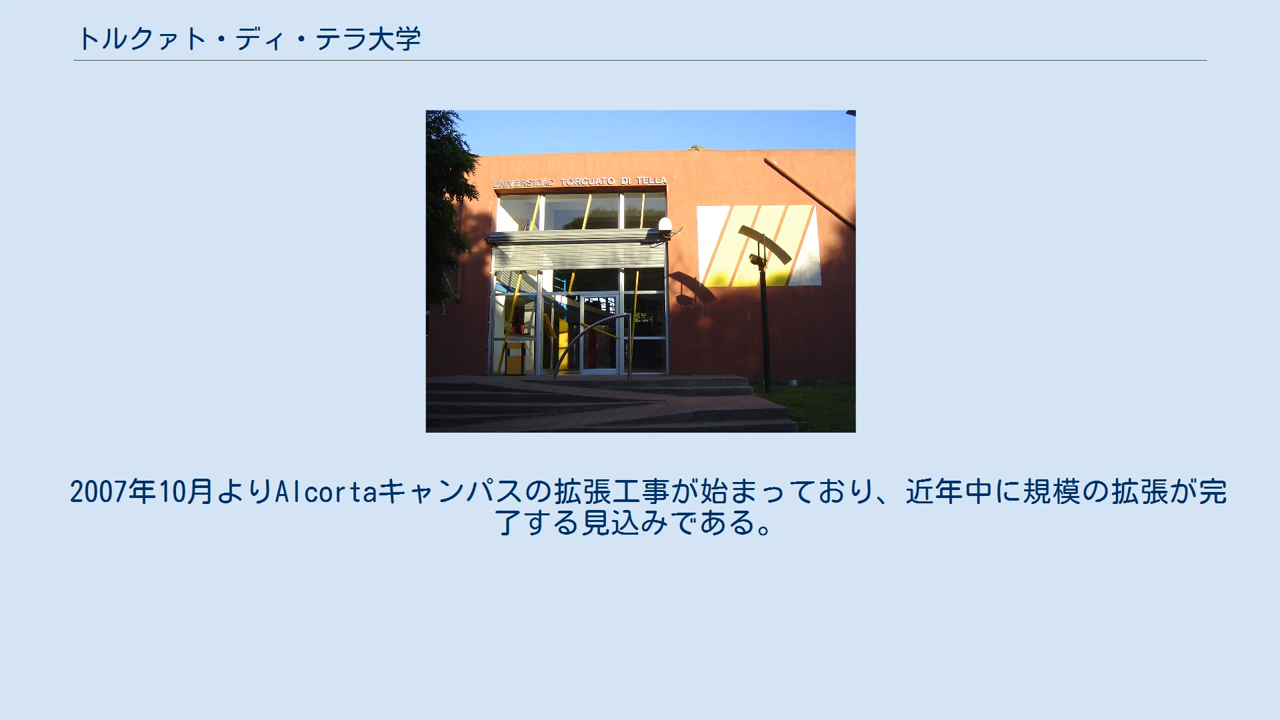 トルクァト・ディ・テラ大学
UNIVERSIDAD TORCUATO DI TELLA
2007年10月よりAlcortaキャンパスの拡張工事が始まっており、近年中に規模の拡張が完
了する見込みである。